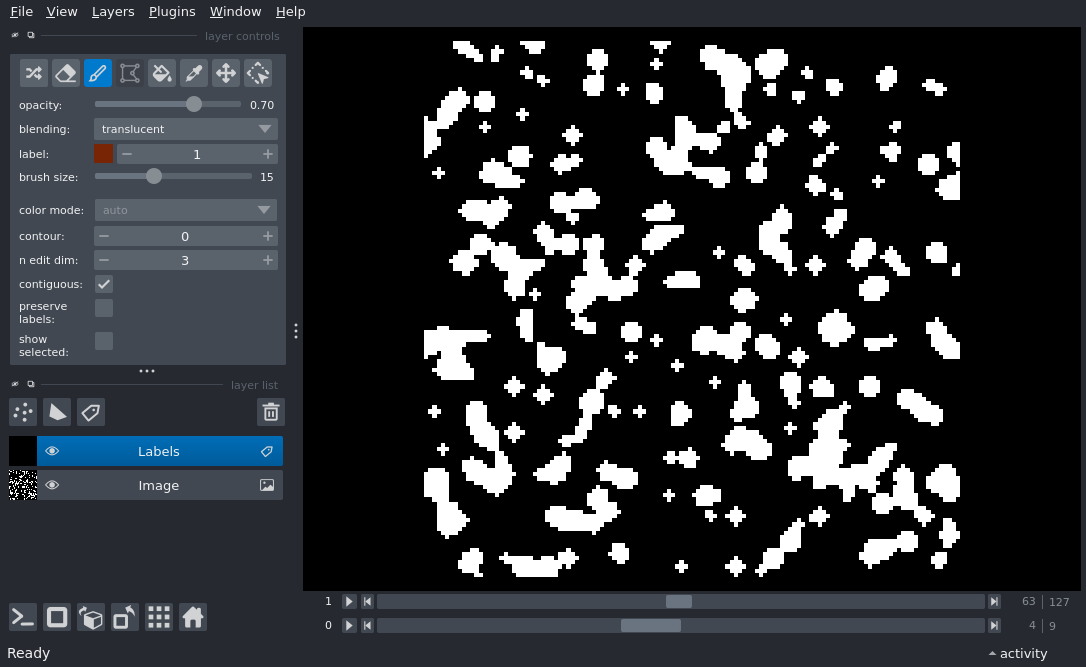 File View Layers Plugins Window Help
layer controls
opacity: 0.70
blending: translucent
label: 1
brush size: 15
color mode: auto
contour: 0
n edit dim: 3
contiguous:
preserve
labels:
show
selected:
layer list
Labels
Image
1 63 127
0 4 9
Ready activity